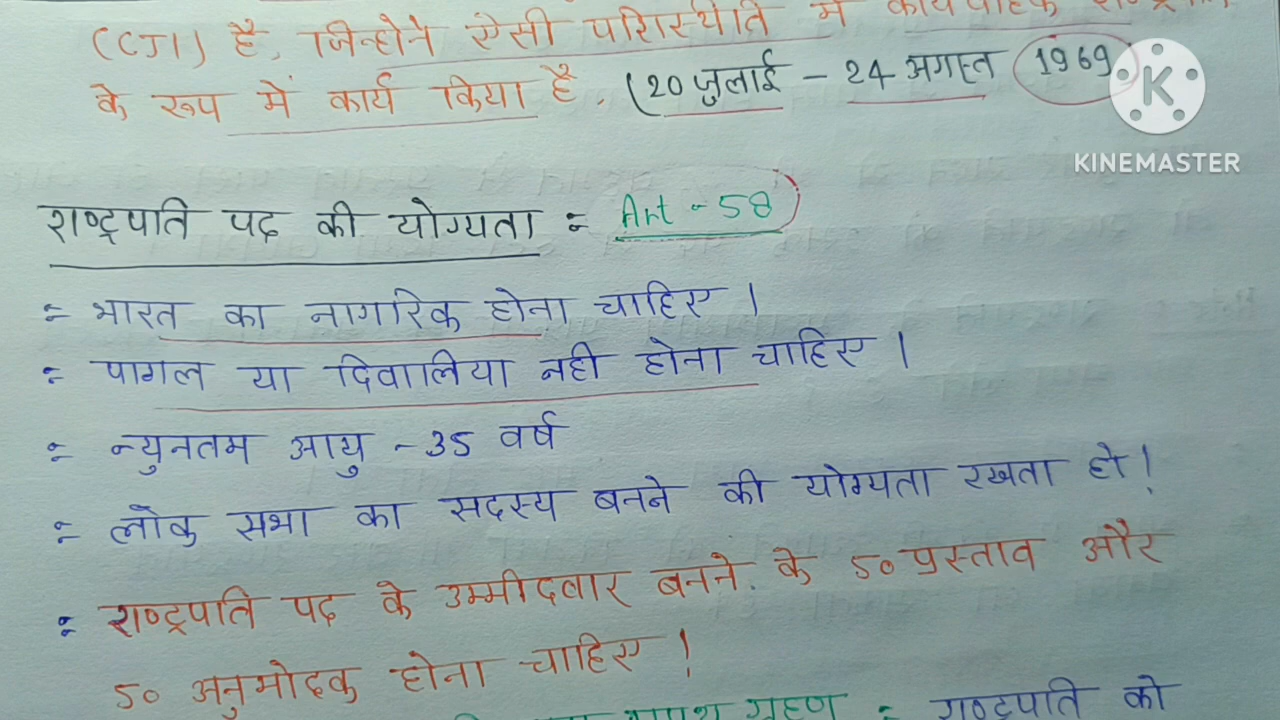 (CJI) है, जिन्होने ऐसी परिस्थिति में कार्यवाहक
के रूप में कार्य किया है. (20 जुलाई - 24 अगस्त 1969
K
KINEMASTER
राष्ट्रपति पद की योग्यता = Art - 58
= भारत का नागरिक होना चाहिए ।
= पागल या दिवालिया नही होना चाहिए ।
= न्युनतम आयु - 35 वर्ष
= लोक सभा का सदस्य बनने की योग्यता रखता हो !
= राष्ट्रपति पद के उम्मीदवार बनने. के 50 प्रस्ताव और
50 अनुमोदक होना चाहिए !
ग्रहण = राष्ट्रपति को